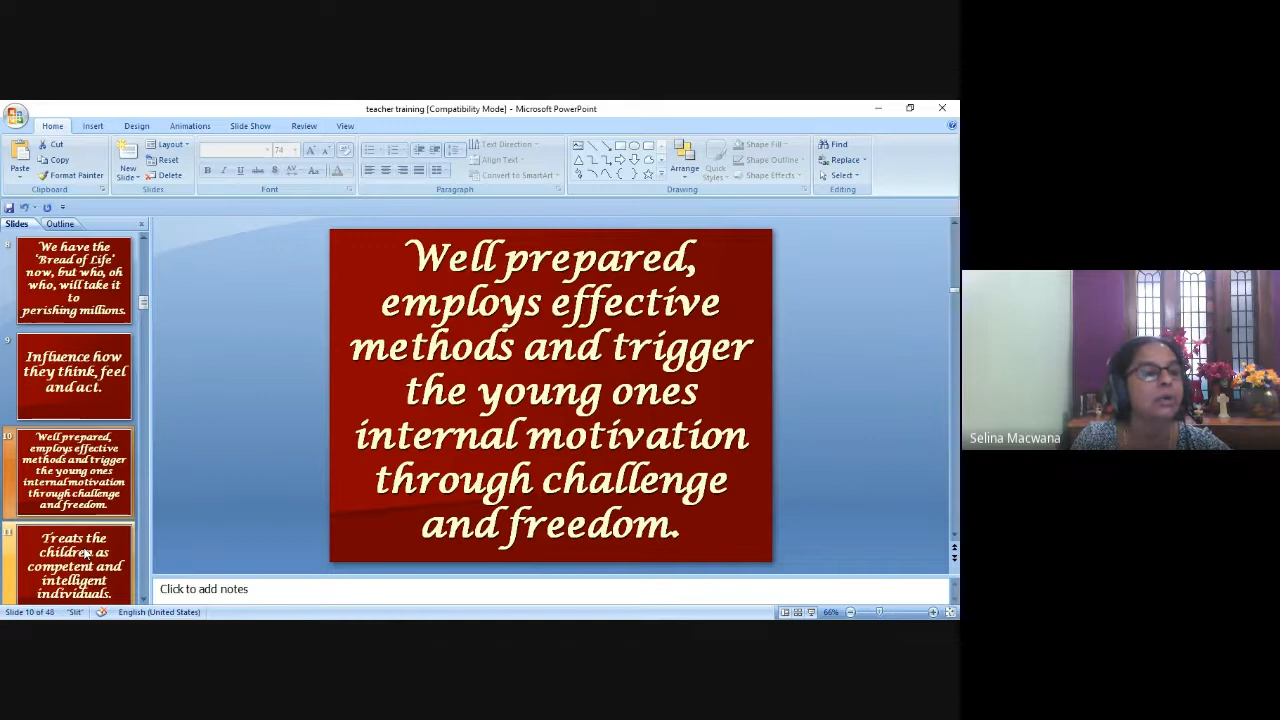 teacher training [Compatibility Mode] - Microsoft PowerPoint
Home Insert Design Animations Slide Show Review View
Paste
Cut
Copy
Format Painter
Clipboard
New Slide
Layout
Reset
Delete
Slides
74
Font
Text Direction
Align Text
Convert to SmartArt
Paragraph
Arrange
Quick Styles
Shape Fill
Shape Outline
Shape Effects
Drawing
Find
Replace
Select
Editing
Slides Outline
8
We have the
'Bread of Life'
now, but who, oh
who, will take it
to
perishing millions.
9
Influence how
they think, feel
and act.
10
Well prepared,
employs effective
methods and trigger
the young ones
internal motivation
through challenge
and freedom.
11
Treats the
children as
competent and
intelligent
individuals.
Well prepared,
employs effective
methods and trigger
the young ones
internal motivation
through challenge
and freedom.
Click to add notes
Slide 10 of 48 "Slit" English (United States) 66%
Selina Macwana